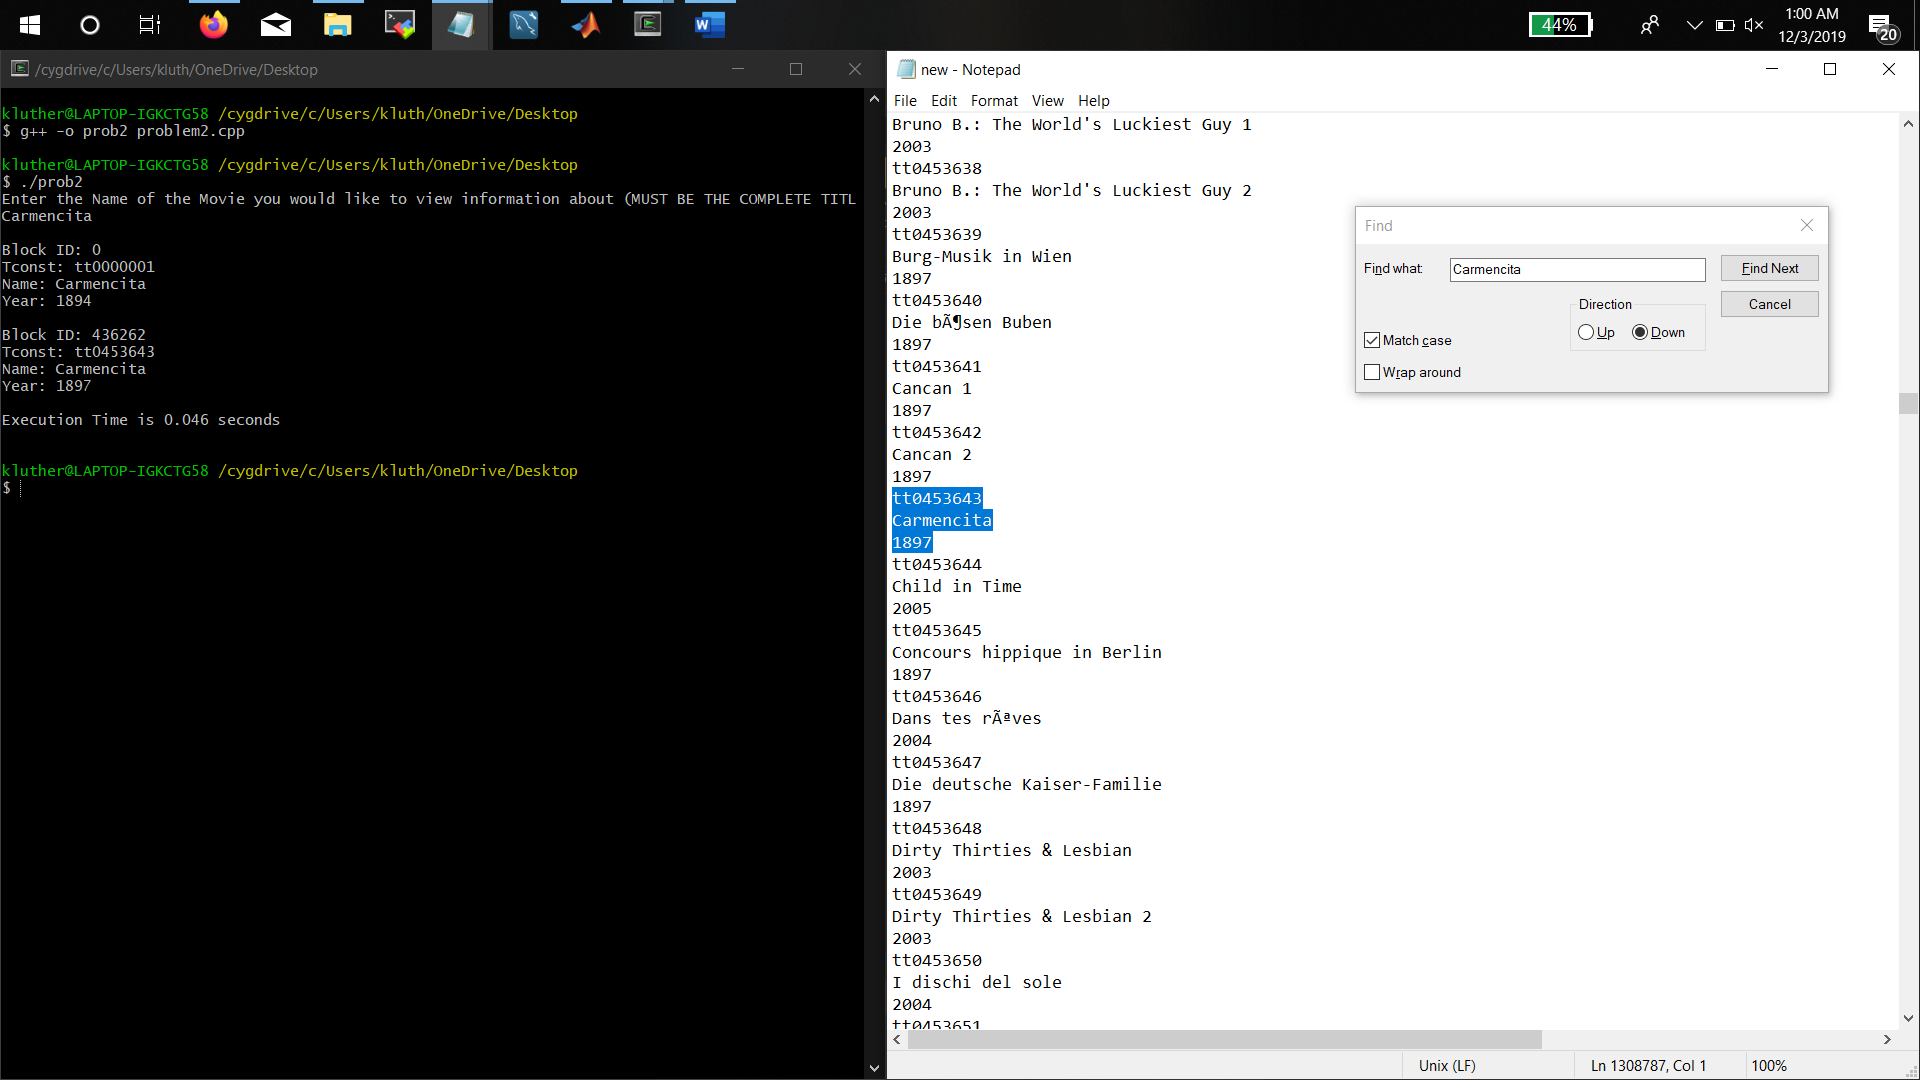 44%
1:00 AM
12/3/2019
20
/cygdrive/c/Users/kluth/OneDrive/Desktop
kluther@LAPTOP-IGKCTG58 /cygdrive/c/Users/kluth/OneDrive/Desktop
$ g++ -o prob2 problem2.cpp
kluther@LAPTOP-IGKCTG58 /cygdrive/c/Users/kluth/OneDrive/Desktop
$ ./prob2
Enter the Name of the Movie you would like to view information about (MUST BE THE COMPLETE TITL
Carmencita
Block ID: 0
Tconst: tt0000001
Name: Carmencita
Year: 1894
Block ID: 436262
Tconst: tt0453643
Name: Carmencita
Year: 1897
Execution Time is 0.046 seconds
kluther@LAPTOP-IGKCTG58 /cygdrive/c/Users/kluth/OneDrive/Desktop
$
new - Notepad
File Edit Format View Help
Bruno B.: The World's Luckiest Guy 1
2003
tt0453638
Bruno B.: The World's Luckiest Guy 2
2003
tt0453639
Burg-Musik in Wien
1897
tt0453640
Die bÃ¶sen Buben
1897
tt0453641
Cancan 1
1897
tt0453642
Cancan 2
1897
tt0453643
Carmencita
1897
tt0453644
Child in Time
2005
tt0453645
Concours hippique in Berlin
1897
tt0453646
Dans tes rÃªves
2004
tt0453647
Die deutsche Kaiser-Familie
1897
tt0453648
Dirty Thirties & Lesbian
2003
tt0453649
Dirty Thirties & Lesbian 2
2003
tt0453650
I dischi del sole
2004
tt0453651
Find
Find what: Carmencita Find Next
Direction Cancel
Up Down
Match case
Wrap around
Unix (LF) Ln 1308787, Col 1 100%